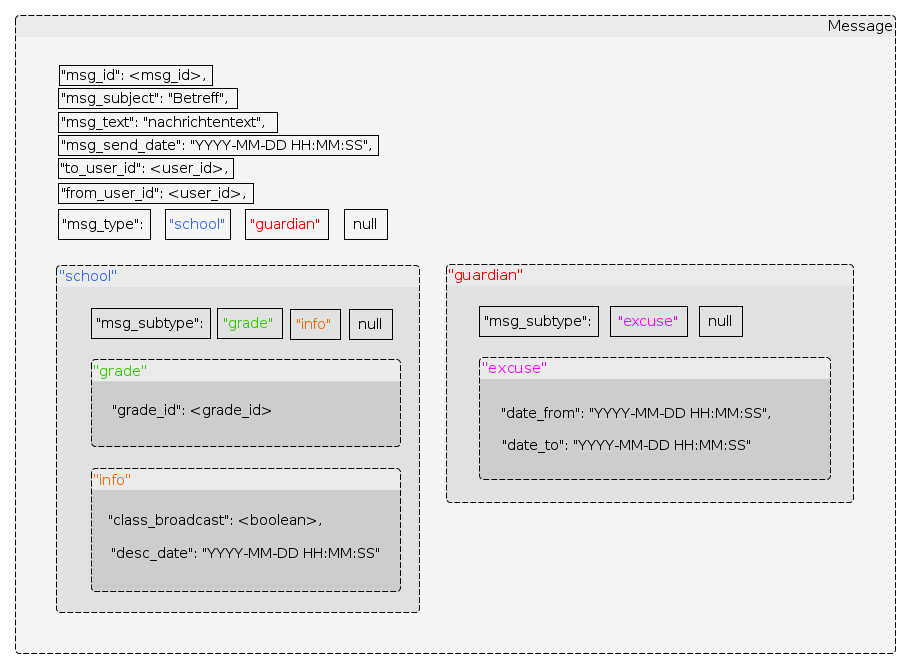 Message
"msg_id": <msg_id>,
"msg_subject": "Betreff",
"msg_text": "nachrichtentext",
"msg_send_date": "YYYY-MM-DD HH:MM:SS",
"to_user_id": <user_id>,
"from_user_id": <user_id>,
"msg_type": "school" "guardian" null
"school"
"msg_subtype": "grade" "info" null
"grade"
"grade_id": <grade_id>
"info"
"class_broadcast": <boolean>,
"desc_date": "YYYY-MM-DD HH:MM:SS"
"guardian"
"msg_subtype": "excuse" null
"excuse"
"date_from": "YYYY-MM-DD HH:MM:SS",
"date_to": "YYYY-MM-DD HH:MM:SS"